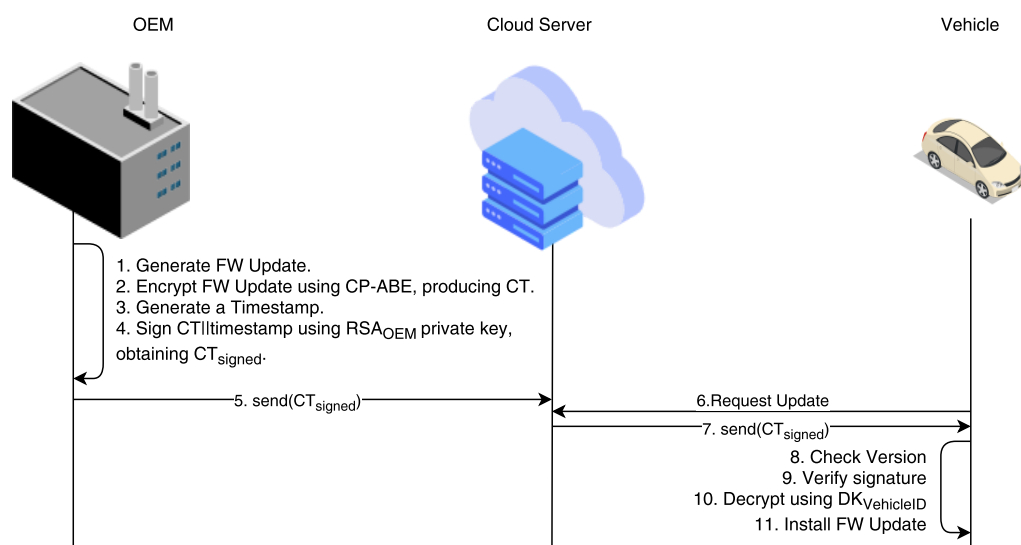 OEM
Cloud Server
Vehicle
1. Generate FW Update.
2. Encrypt FW Update using CP-ABE, producing CT.
3. Generate a Timestamp.
4. Sign CT||timestamp using RSAOEM private key,
obtaining CTsigned.
5. send(CTsigned)
6.Request Update
7. send(CTsigned)
8. Check Version
9. Verify signature
10. Decrypt using DKVehicleID
11. Install FW Update